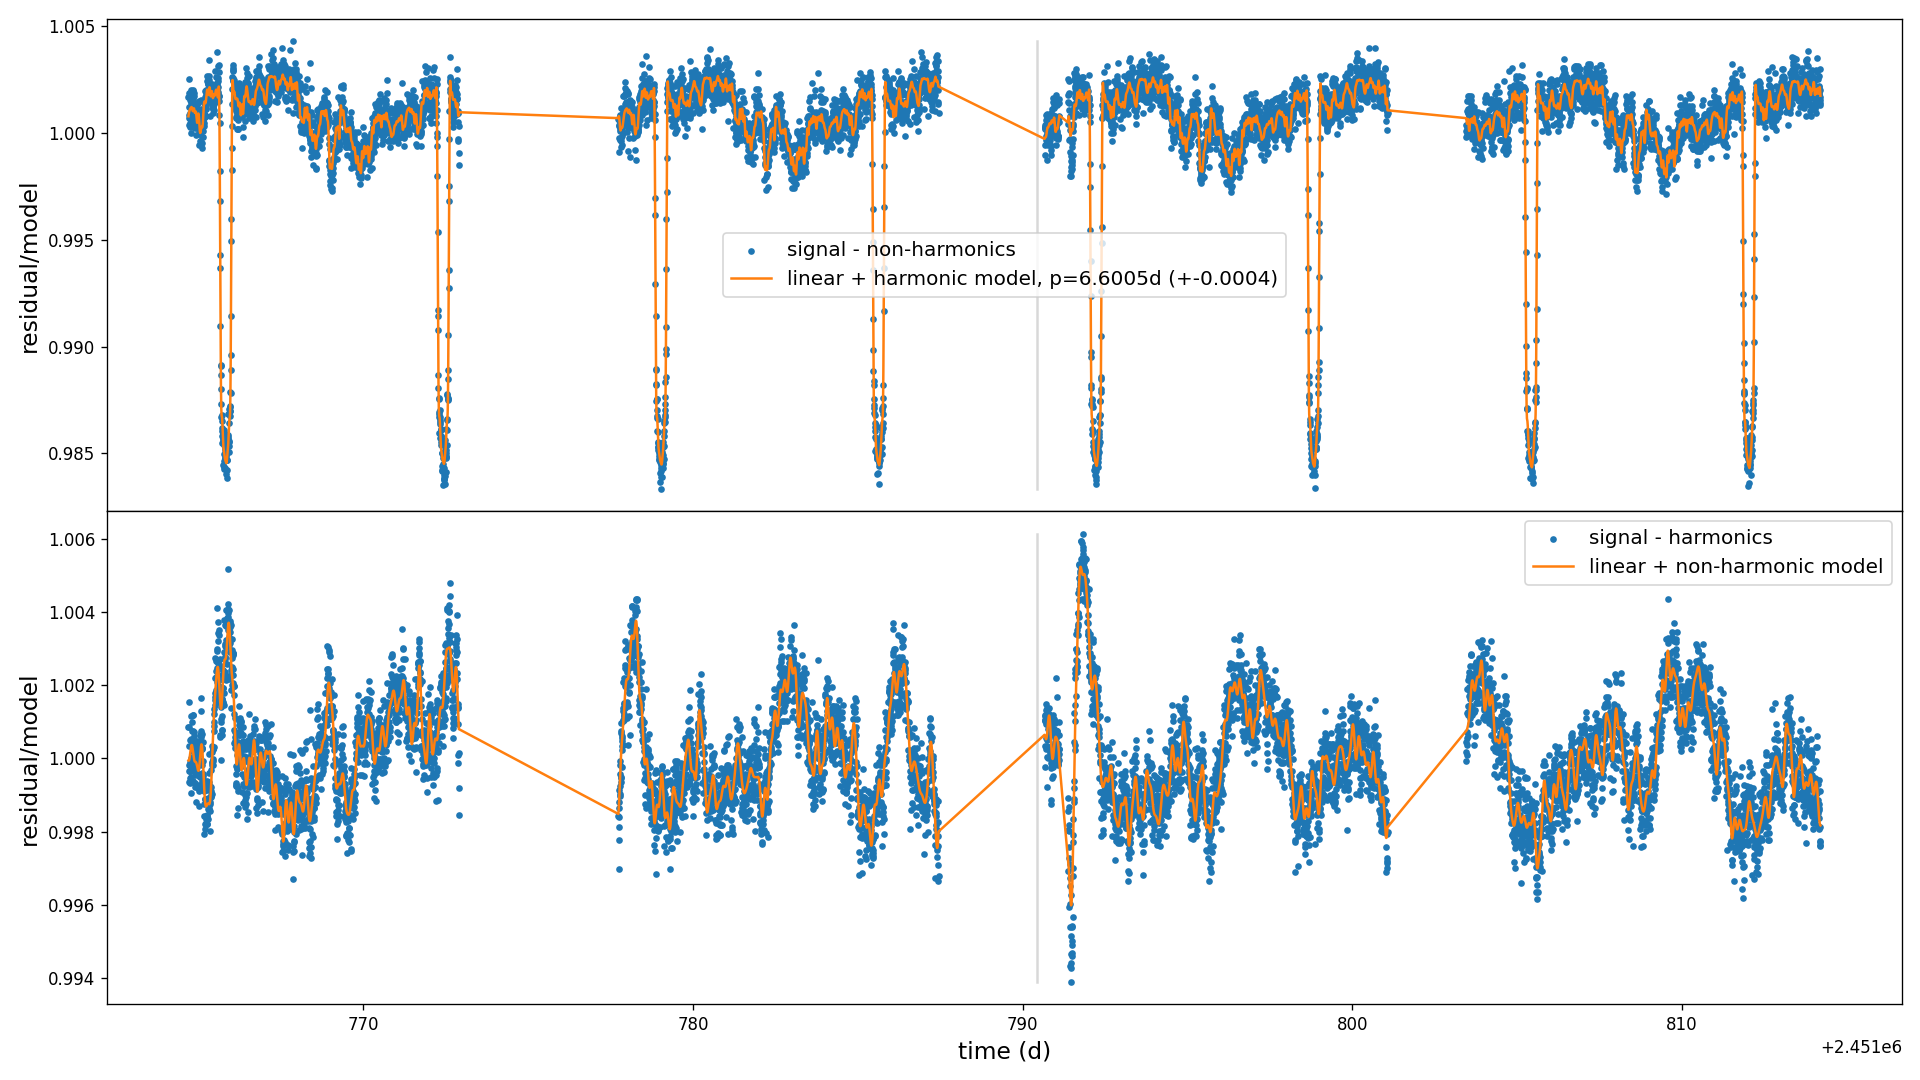 1.005
1.000
0.995
0.990
0.985
residual/model
signal - non-harmonics
linear + harmonic model, p=6.6005d (+-0.0004)
1.006
1.004
1.002
1.000
0.998
0.996
0.994
residual/model
signal - harmonics
linear + non-harmonic model
770
780
790
800
810
time (d)
+2.451e6